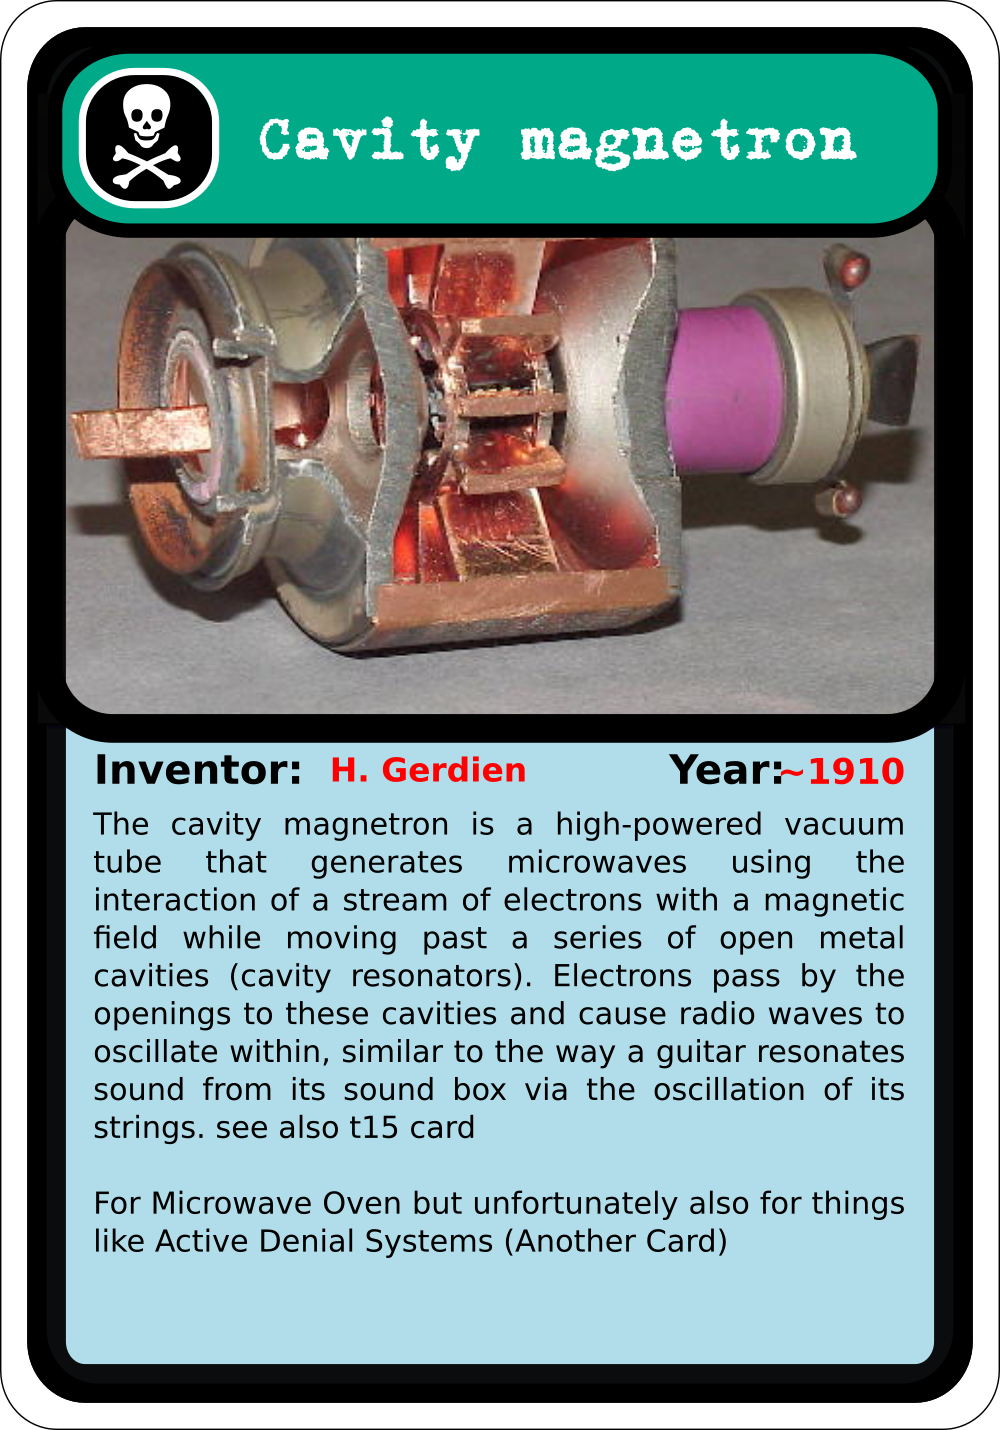 Cavity magnetron
Inventor: H. Gerdien Year:~1910
The cavity magnetron is a high-powered vacuum
tube that generates microwaves using the
interaction of a stream of electrons with a magnetic
field while moving past a series of open metal
cavities (cavity resonators). Electrons pass by the
openings to these cavities and cause radio waves to
oscillate within, similar to the way a guitar resonates
sound from its sound box via the oscillation of its
strings. see also t15 card
For Microwave Oven but unfortunately also for things
like Active Denial Systems (Another Card)